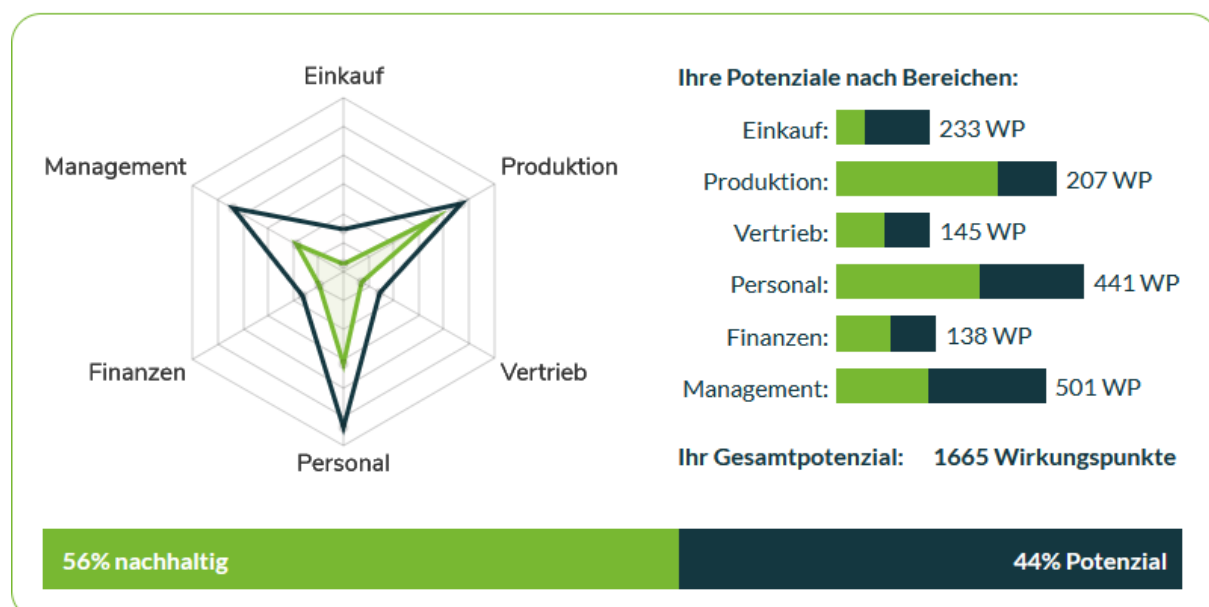 Einkauf
Management
Produktion
Finanzen
Vertrieb
Personal
Ihre Potenziale nach Bereichen:
Einkauf: 233 WP
Produktion: 207 WP
Vertrieb: 145 WP
Personal: 441 WP
Finanzen: 138 WP
Management: 501 WP
Ihr Gesamtpotenzial: 1665 Wirkungspunkte
56% nachhaltig 44% Potenzial